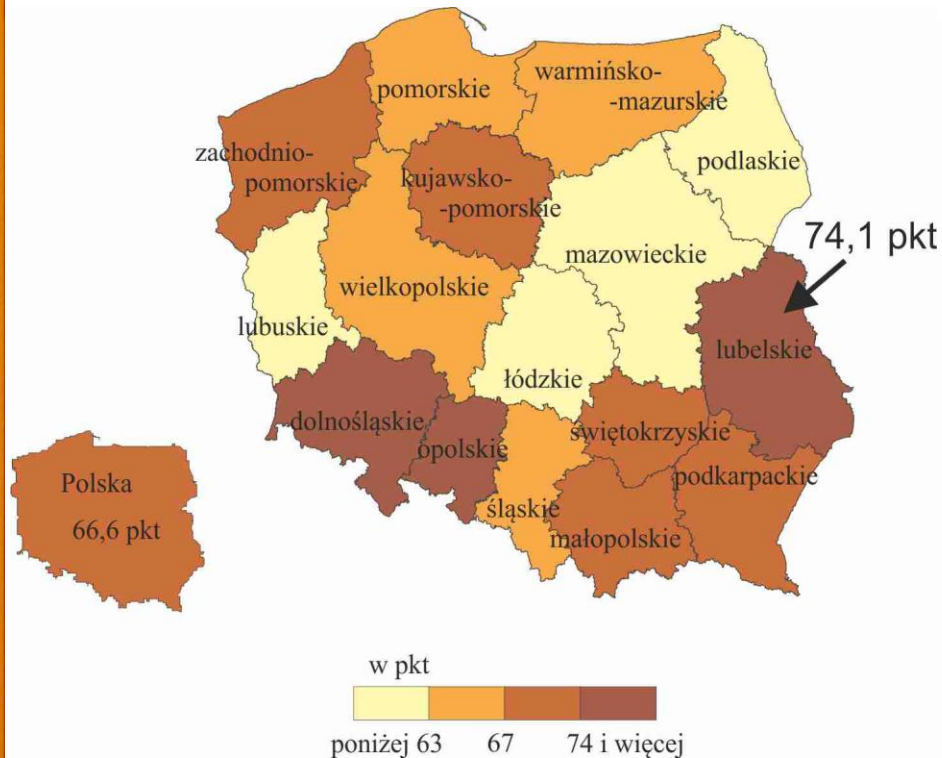 pomorskie
warmińsko-
-mazurskie
zachodnio-
pomorskie
kujawsko-
-pomorskie
podlaskie
74,1 pkt
mazowieckie
wielkopolskie
lubuskie
lubelskie
łódzkie
dolnośląskie
opolskie
świętokrzyskie
podkarpackie
śląskie
małopolskie
Polska
66,6 pkt
w pkt
poniżej 63 67 74 i więcej